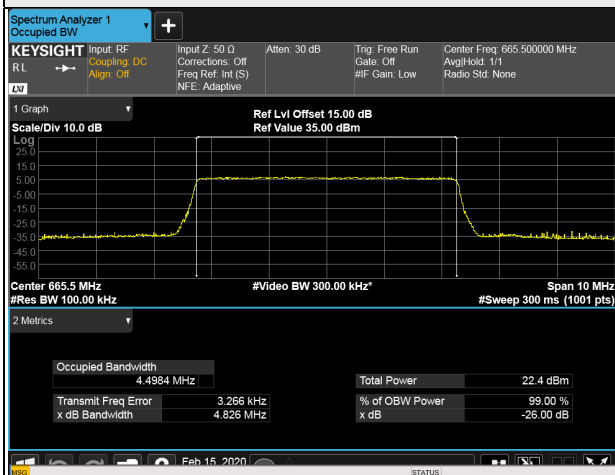 Spectrum Analyzer 1
Occupied BW
KEYSIGHT Input: RF Input Z: 50 Ω Atten: 30 dB Trig: Free Run Center Freq: 665.500000 MHz
RL Coupling: DC Corrections: Off Gate: Off Avg|Hold: 1/1
Align: Off Freq Ref: Int (S) #IF Gain: Low Radio Std: None
LXI NFE: Adaptive
1 Graph
Ref Lvl Offset 15.00 dB
Scale/Div 10.0 dB Ref Value 35.00 dBm
Log
25.0
15.0
5.00
-5.00
-15.0
-25.0
-35.0
-45.0
-55.0
Center 665.5 MHz #Video BW 300.00 kHz* Span 10 MHz
#Res BW 100.00 kHz #Sweep 300 ms (1001 pts)
2 Metrics
Occupied Bandwidth
4.4984 MHz Total Power 22.4 dBm
Transmit Freq Error 3.266 kHz % of OBW Power 99.00 %
x dB Bandwidth 4.826 MHz x dB -26.00 dB
Feb 15, 2020
MSG STATUS